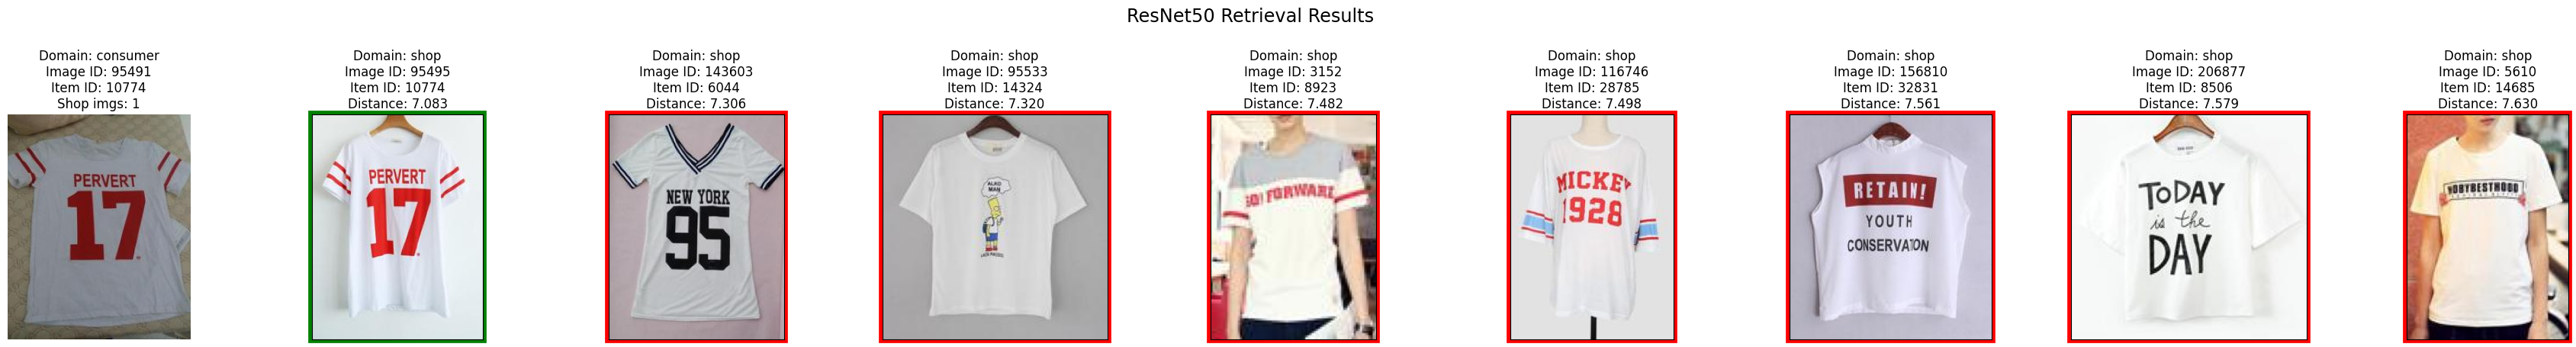 ResNet50 Retrieval Results
Domain: consumer
Image ID: 95491
Item ID: 10774
Shop imgs: 1
PERVERT
17
Domain: shop
Image ID: 95495
Item ID: 10774
Distance: 7.083
PERVERT
17
Domain: shop
Image ID: 143603
Item ID: 6044
Distance: 7.306
NEW YORK
95
Domain: shop
Image ID: 95533
Item ID: 14324
Distance: 7.320
MAN
Domain: shop
Image ID: 3152
Item ID: 8923
Distance: 7.482
GO! FORWARD
Domain: shop
Image ID: 116746
Item ID: 28785
Distance: 7.498
MICKEY
1928
Domain: shop
Image ID: 156810
Item ID: 32831
Distance: 7.561
RETAIN!
YOUTH
CONSERVATON
Domain: shop
Image ID: 206877
Item ID: 8506
Distance: 7.579
TODAY
is the
DAY
Domain: shop
Image ID: 5610
Item ID: 14685
Distance: 7.630